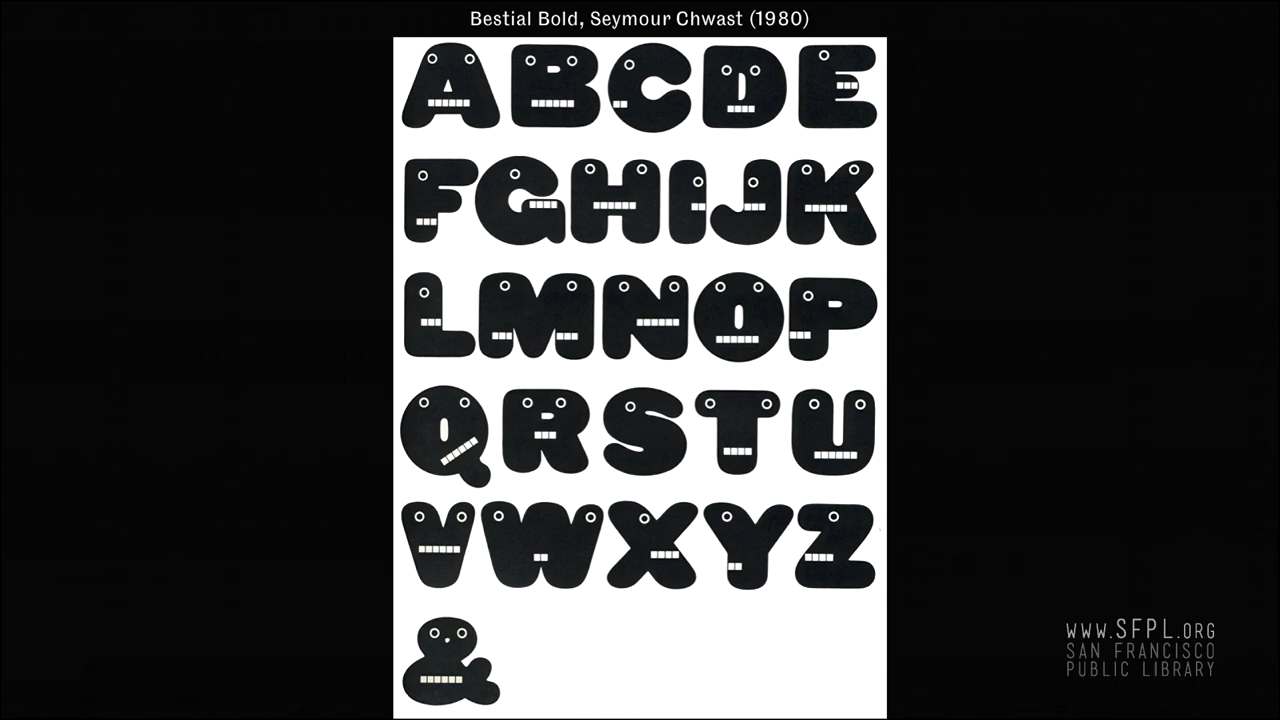 Bestial Bold, Seymour Chwast (1980)
ABCDE
FGHIJK
LMNOP
QRSTU
VWXYZ
&
www.SFPL.ORG
SAN FRANCISCO
PUBLIC LIBRARY